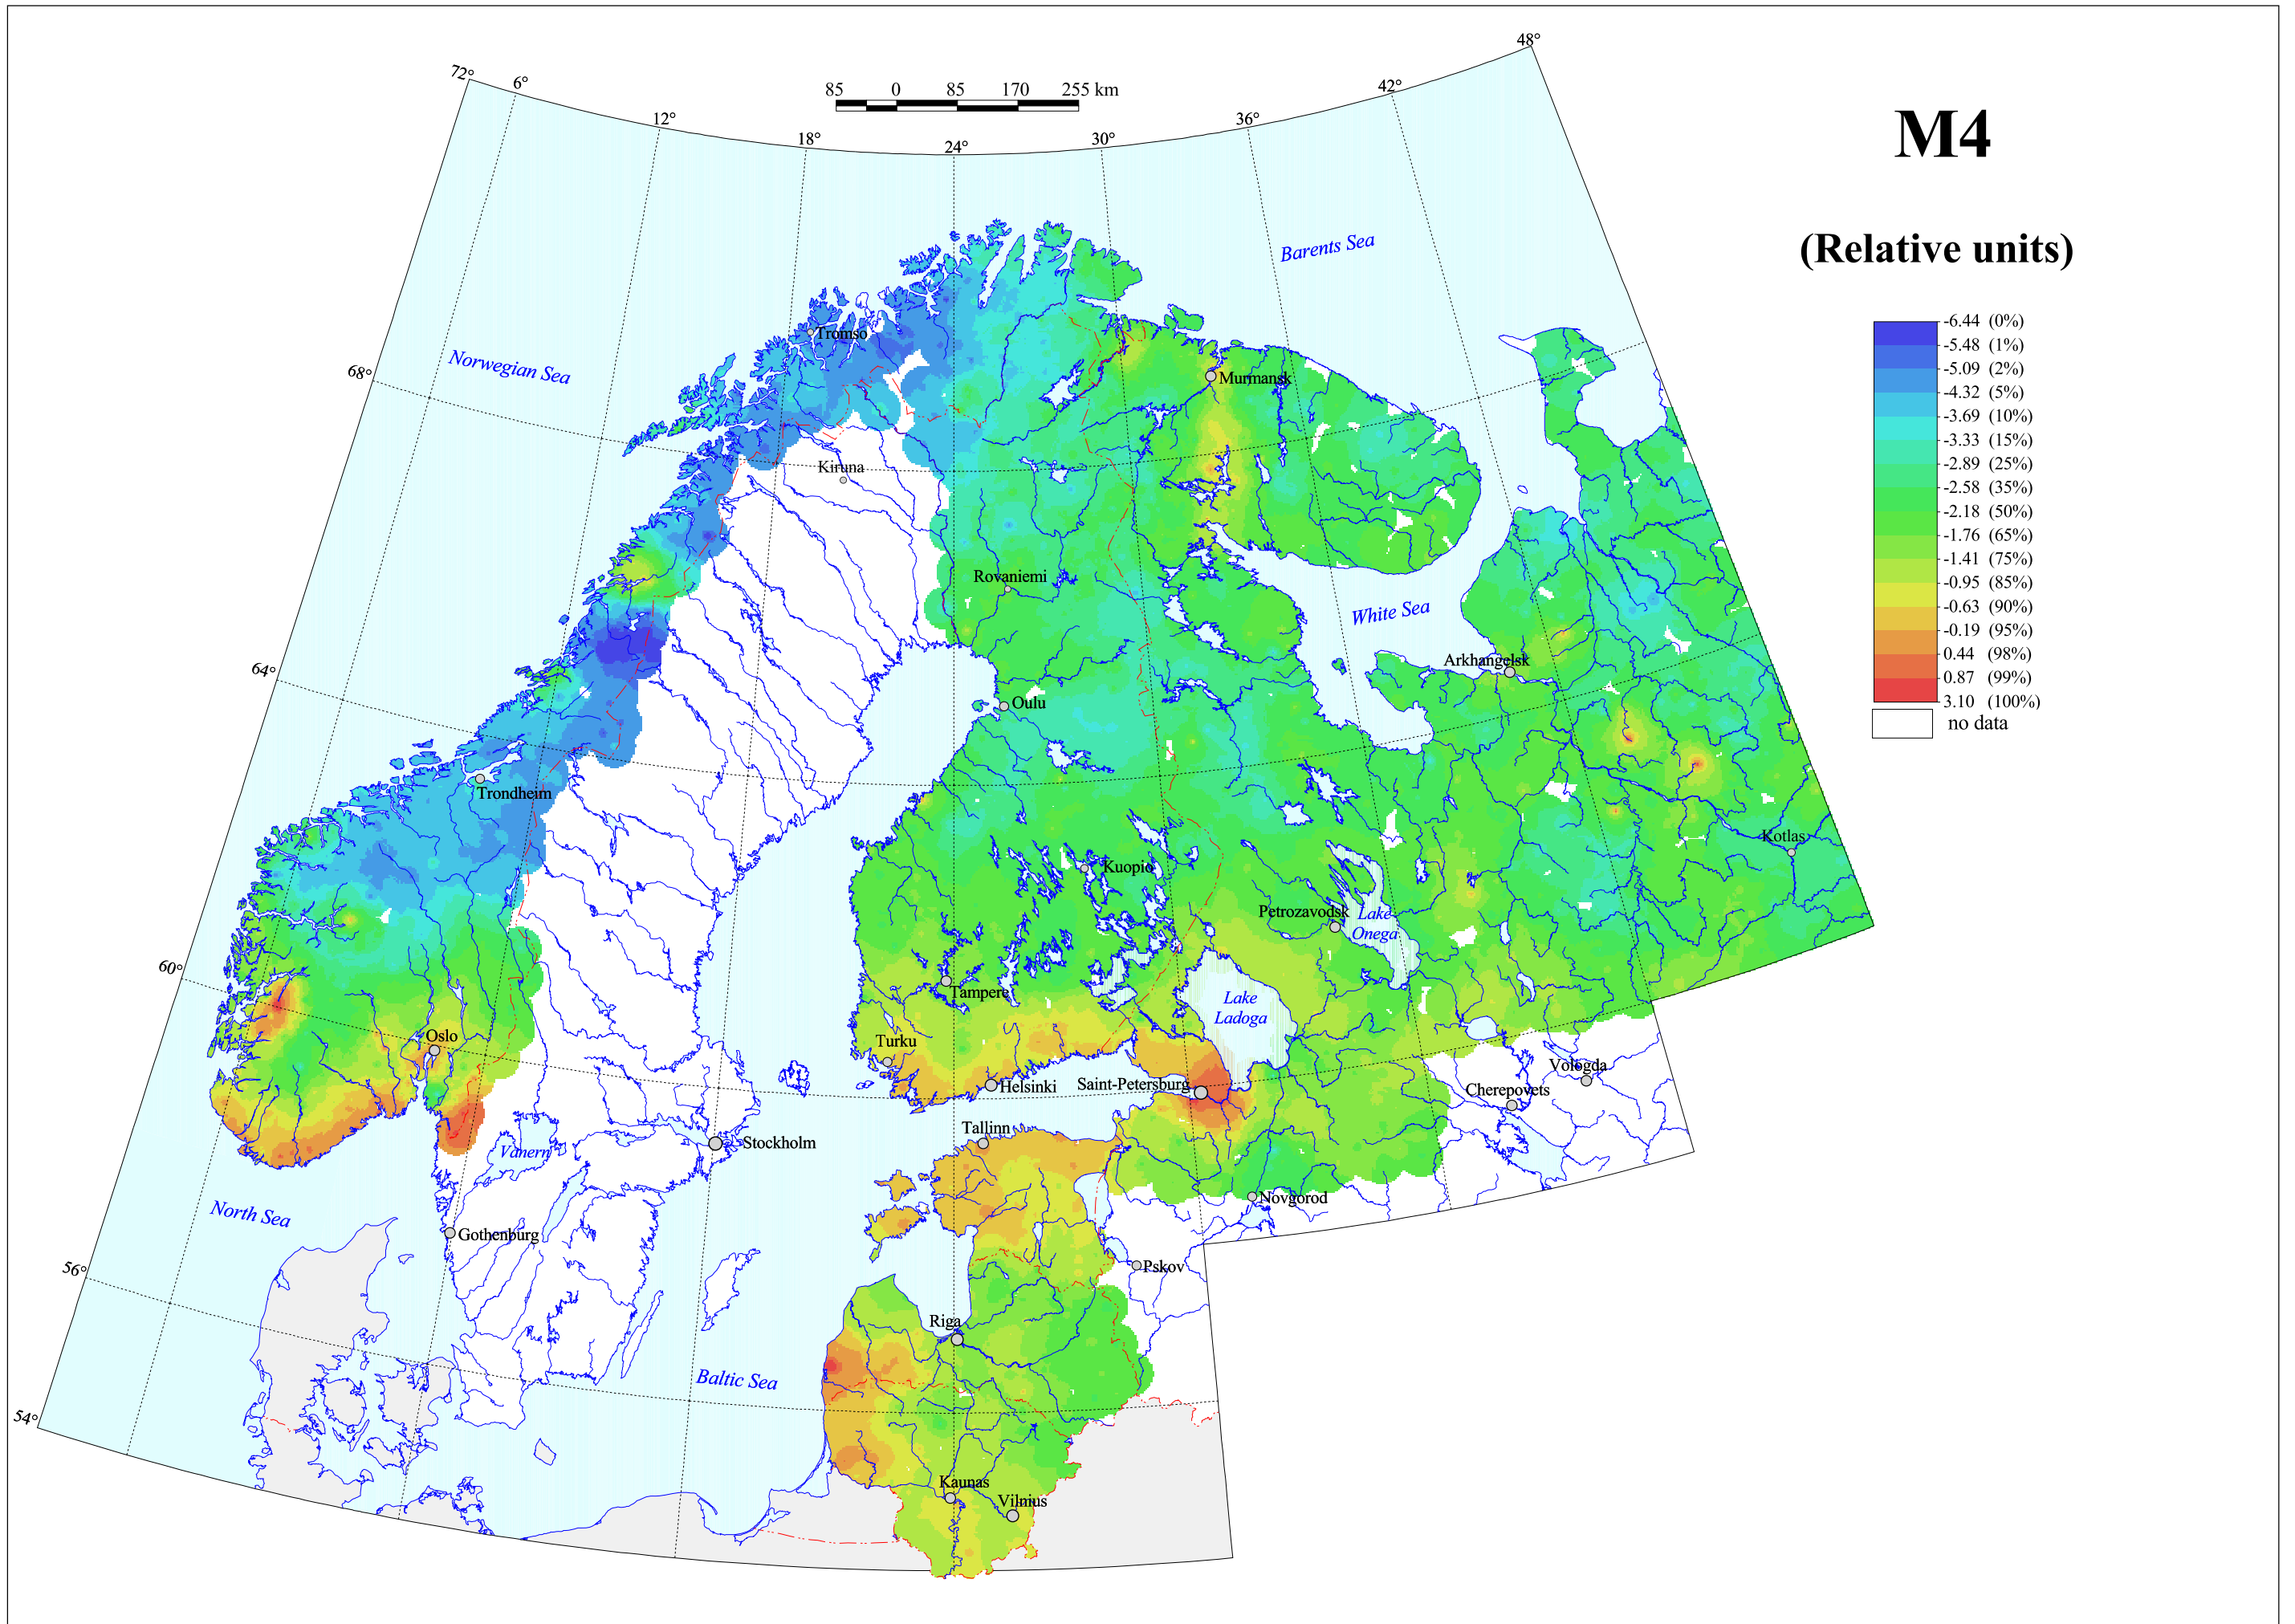 M4
(Relative units)
-6.44 (0%)
-5.48 (1%)
-5.09 (2%)
-4.32 (5%)
-3.69 (10%)
-3.33 (15%)
-2.89 (25%)
-2.58 (35%)
-2.18 (50%)
-1.76 (65%)
-1.41 (75%)
-0.95 (85%)
-0.63 (90%)
-0.19 (95%)
0.44 (98%)
0.87 (99%)
3.10 (100%)
no data
85 0 85 170 255 km
72° 6° 12° 18° 24° 30° 36° 42° 48°
68°
64°
60°
56°
54°
Barents Sea
Norwegian Sea
Tromso
Murmansk
Kiruna
Rovaniemi
White Sea
Arkhangelsk
Oulu
Trondheim
Kotlas
Kuopio
Petrozavodsk
Lake
Onega
Tampere
Lake
Ladoga
Oslo
Turku
Helsinki
Saint-Petersburg
Vologda
Cherepovets
Tallinn
Stockholm
Vanern
Novgorod
North Sea
Gothenburg
Pskov
Riga
Baltic Sea
Kaunas
Vilnius